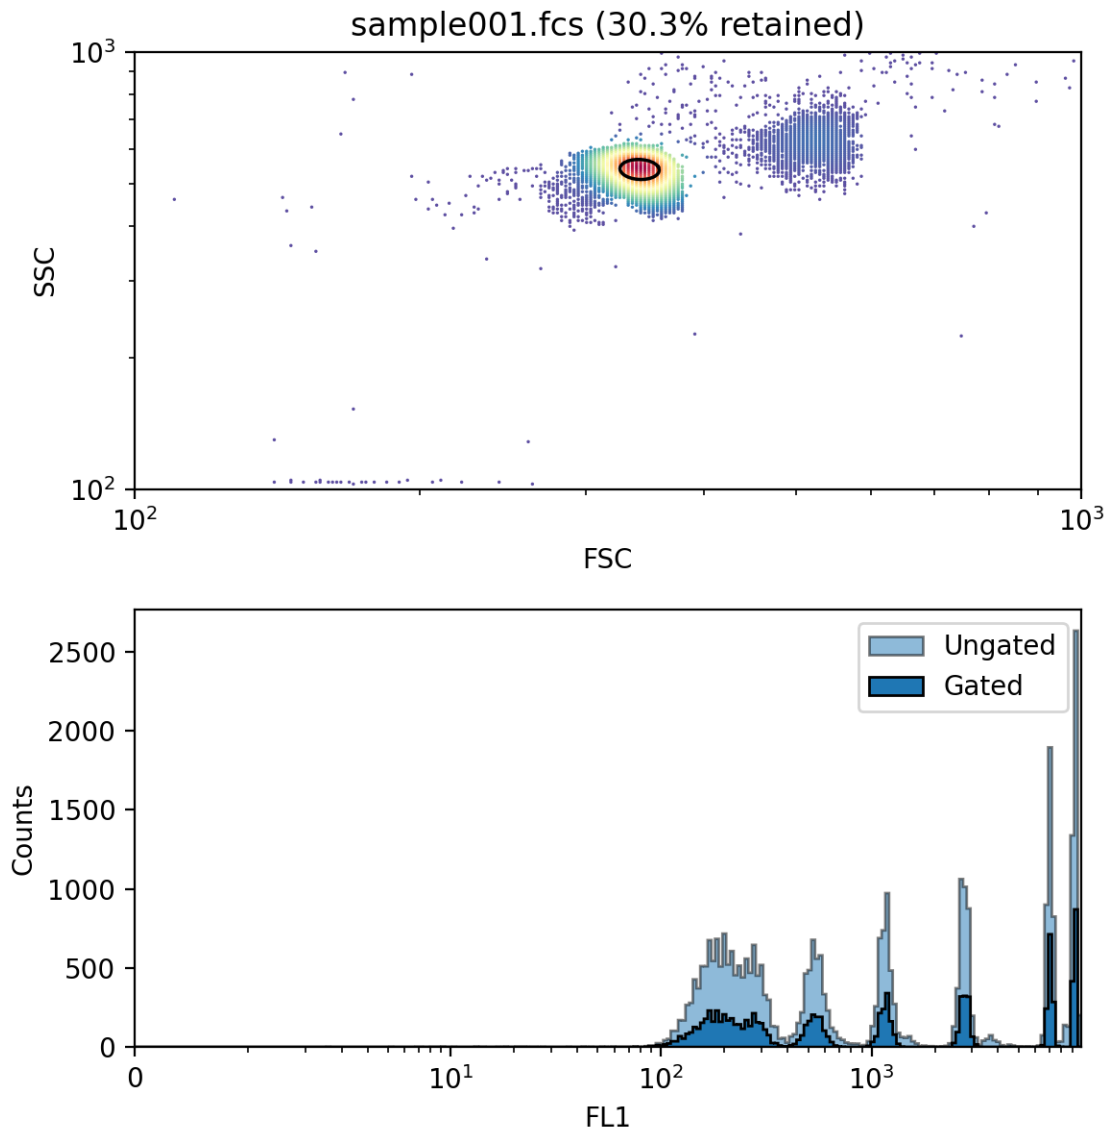 sample001.fcs (30.3% retained)
10³
SSC
10²
10² 10³
FSC
2500
2000
1500
1000
500
0
Counts
Ungated
Gated
0 10¹ 10² 10³
FL1